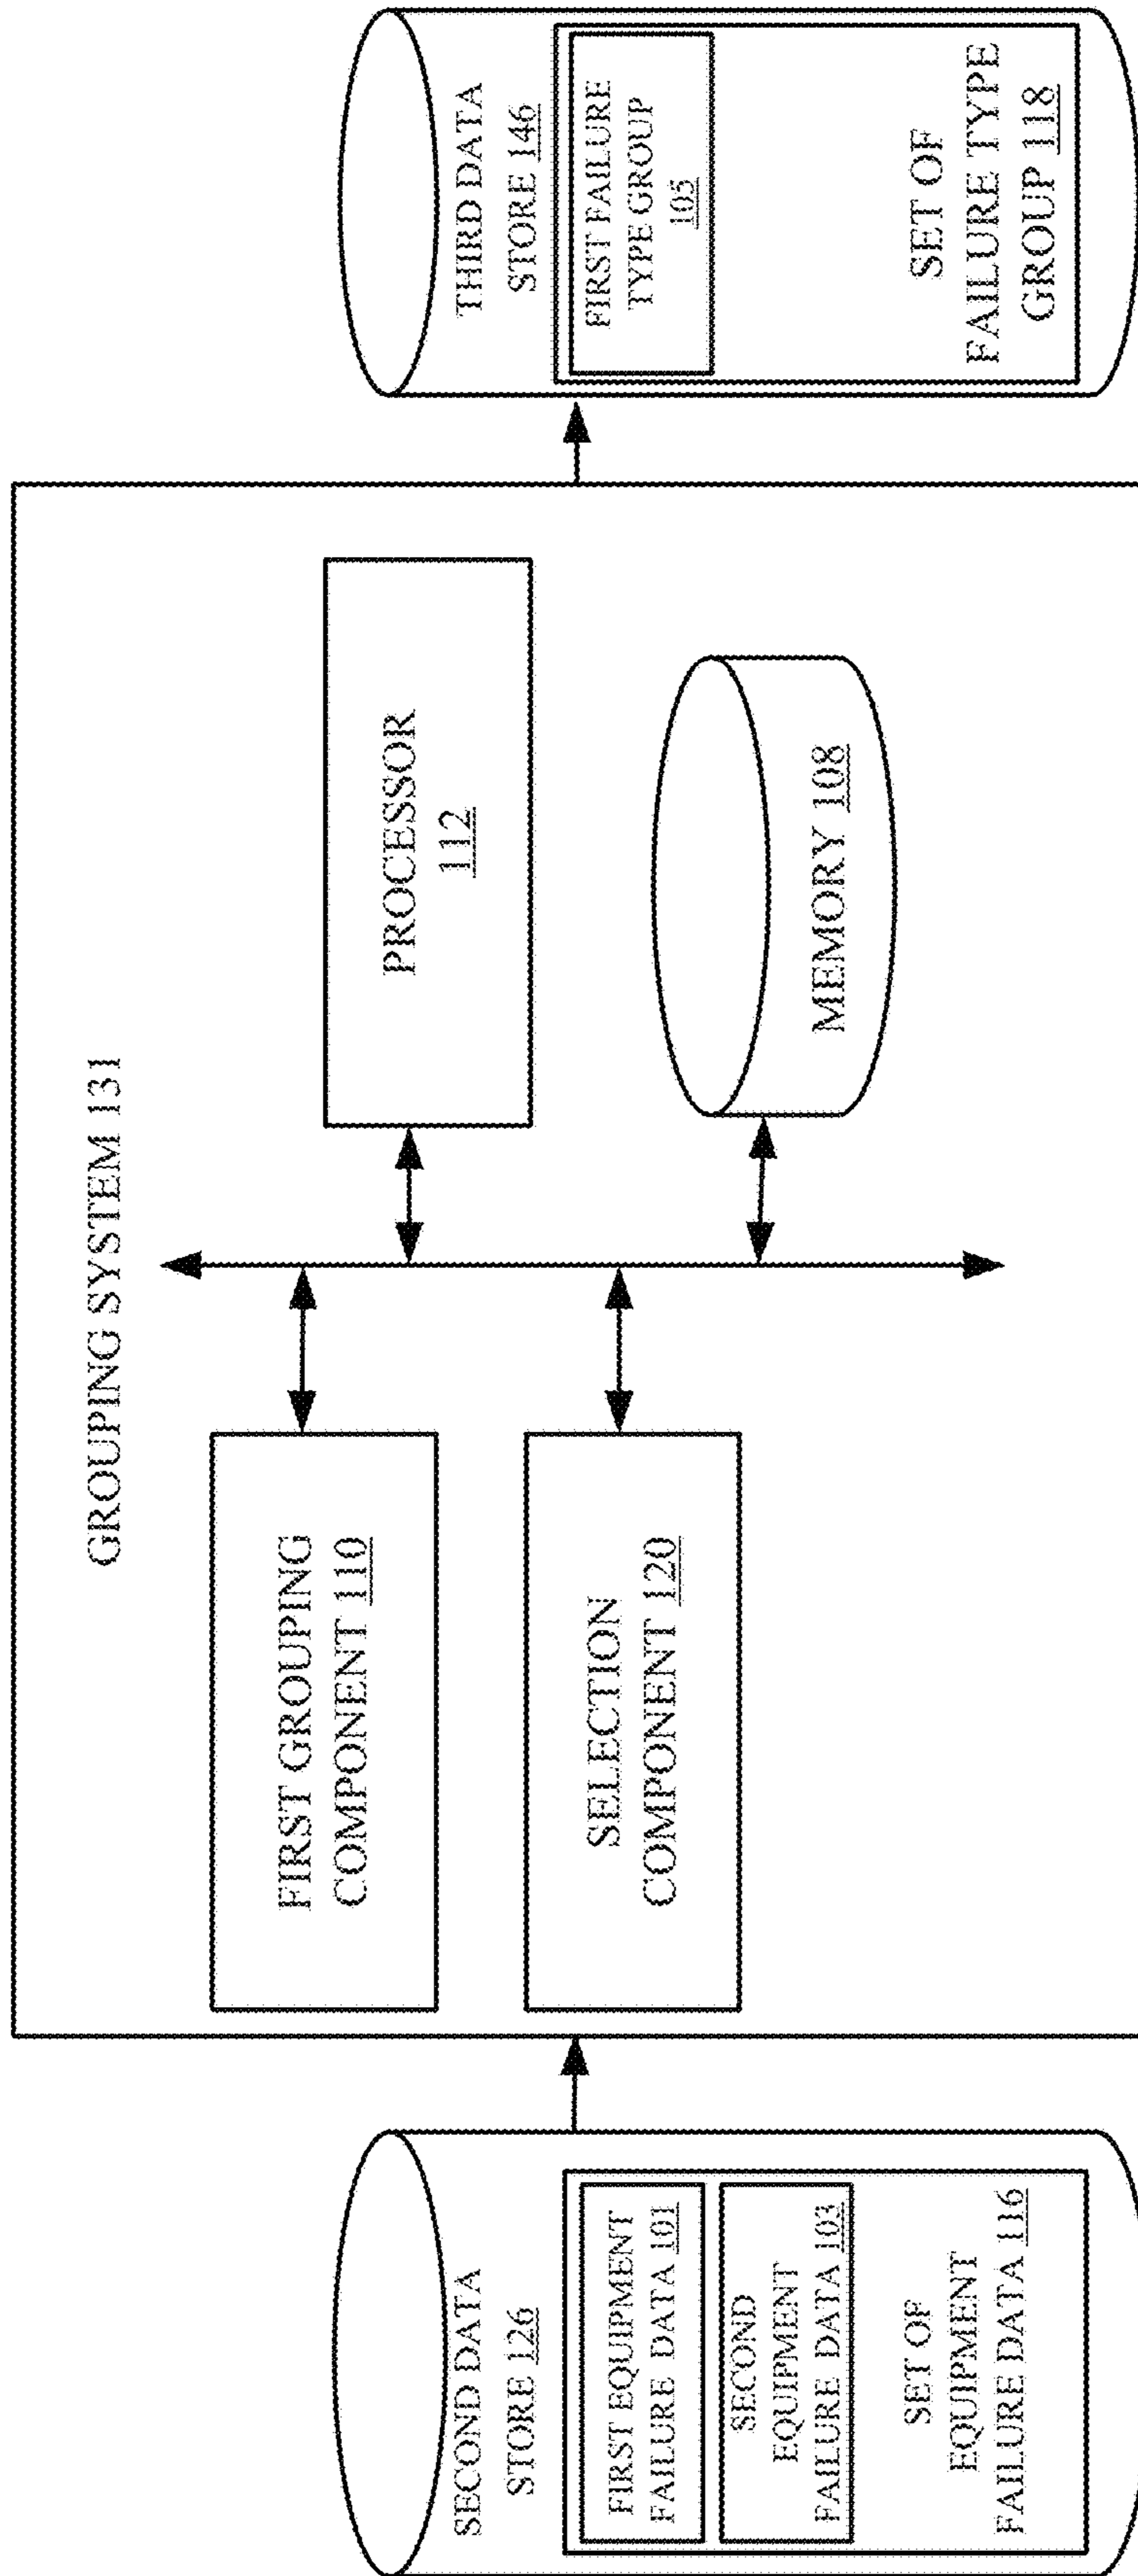 GROUPING SYSTEM 131
SECOND DATA
STORE 126
FIRST EQUIPMENT
FAILURE DATA 101
SECOND
EQUIPMENT
FAILURE DATA 103
SET OF
EQUIPMENT
FAILURE DATA 116
FIRST GROUPING
COMPONENT 110
SELECTION
COMPONENT 120
PROCESSOR
112
MEMORY 108
THIRD DATA
STORE 146
FIRST FAILURE
TYPE GROUP
105
SET OF
FAILURE TYPE
GROUP 118